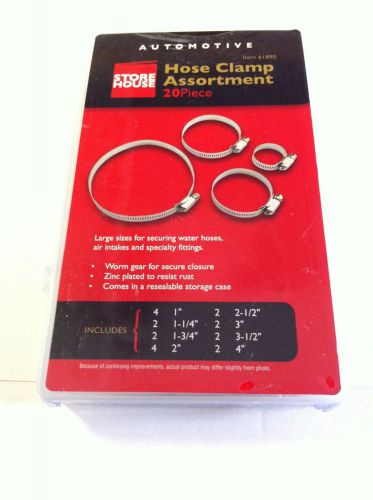 AUTOMOTIVE
Item 61890
STORE
HOUSE
Hose Clamp
Assortment
20Piece
Large sizes for securing water hoses,
air intakes and specialty fittings.
• Worm gear for secure closure
• Zinc plated to resist rust
• Comes in a resealable storage case
INCLUDES
4 1" 2 2-1/2"
2 1-1/4" 2 3"
2 1-3/4" 2 3-1/2"
4 2" 2 4"
Because of continuing improvements, actual product may differ slightly from photo.